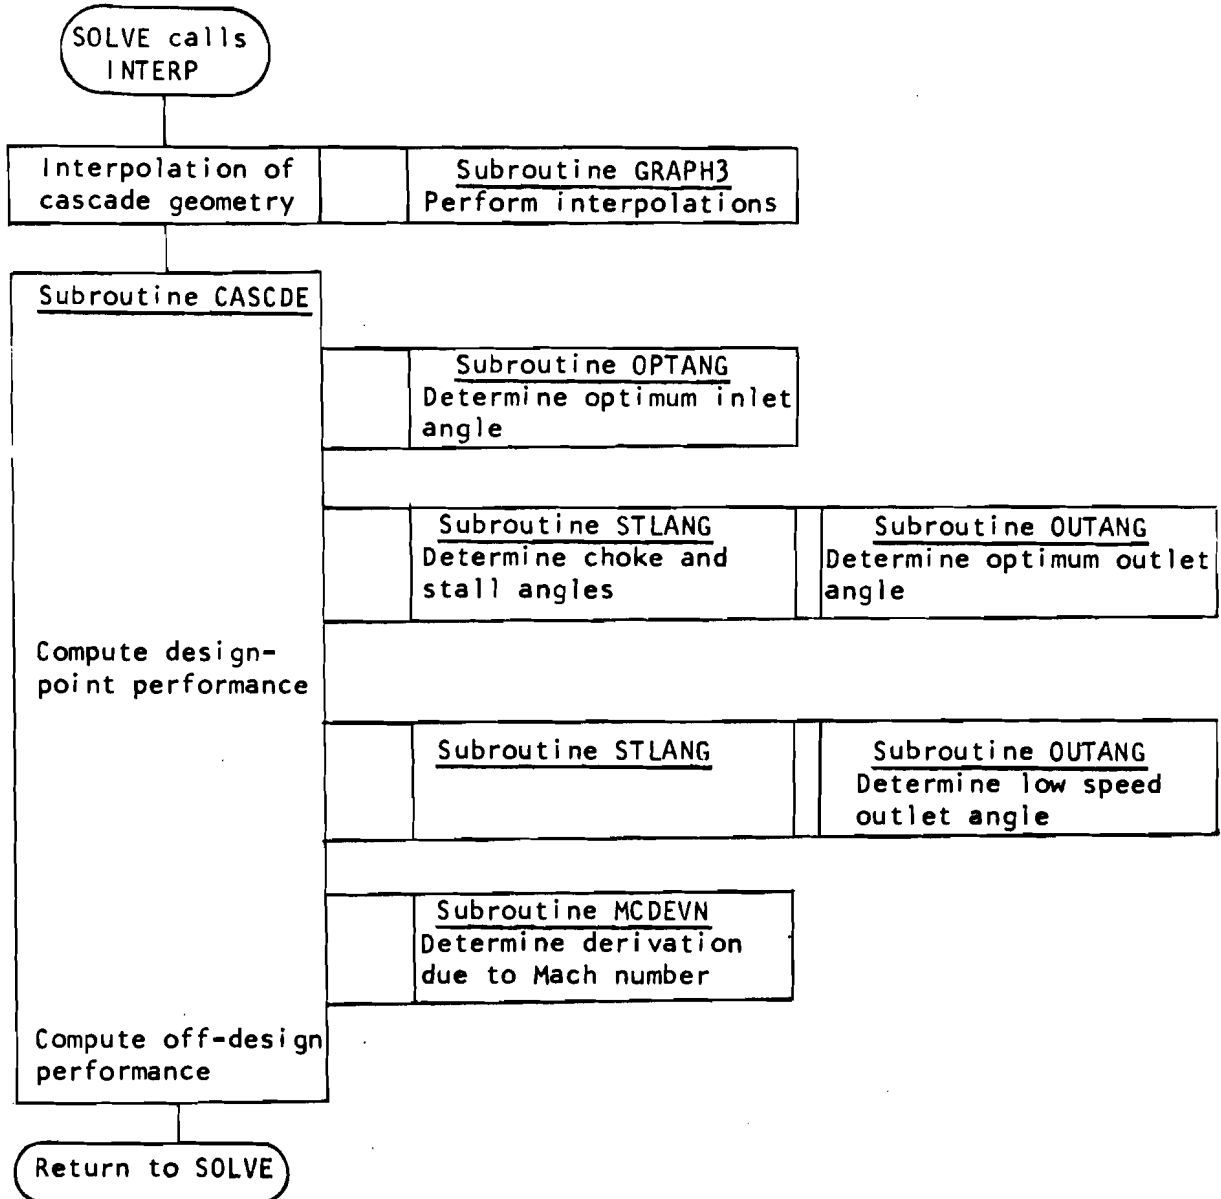 SOLVE calls
INTERP
Interpolation of
cascade geometry
Subroutine GRAPH3
Perform interpolations
Subroutine CASCDE
Subroutine OPTANG
Determine optimum inlet
angle
Subroutine STLANG
Determine choke and
stall angles
Subroutine OUTANG
Determine optimum outlet
angle
Compute design-
point performance
Subroutine STLANG
Subroutine OUTANG
Determine low speed
outlet angle
Subroutine MCDEVN
Determine derivation
due to Mach number
Compute off-design
performance
Return to SOLVE